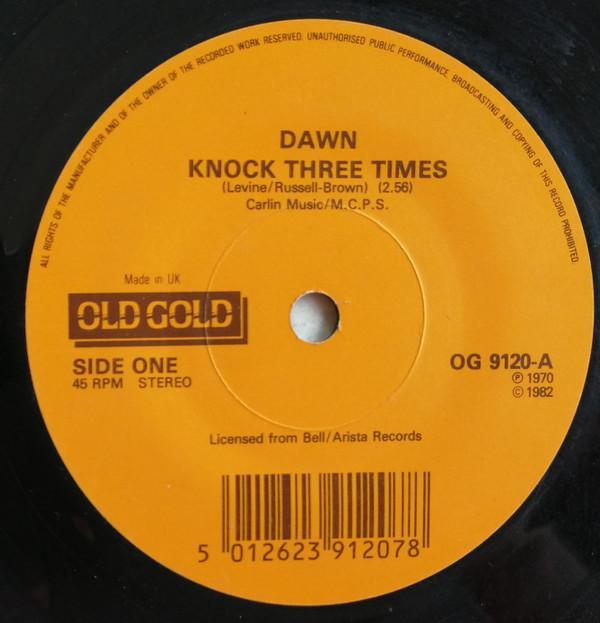 ALL RIGHTS OF THE MANUFACTURER AND OF THE OWNER OF THE RECORDED WORK RESERVED. UNAUTHORISED PUBLIC PERFORMANCE, BROADCASTING AND COPYING OF THIS RECORD PROHIBITED
DAWN
KNOCK THREE TIMES
(Levine/Russell-Brown) (2.56)
Carlin Music/M.C.P.S.
Made in UK
OLD GOLD
SIDE ONE
45 RPM STEREO
OG 9120-A
℗ 1970
© 1982
Licensed from Bell/Arista Records
5 012623 912078